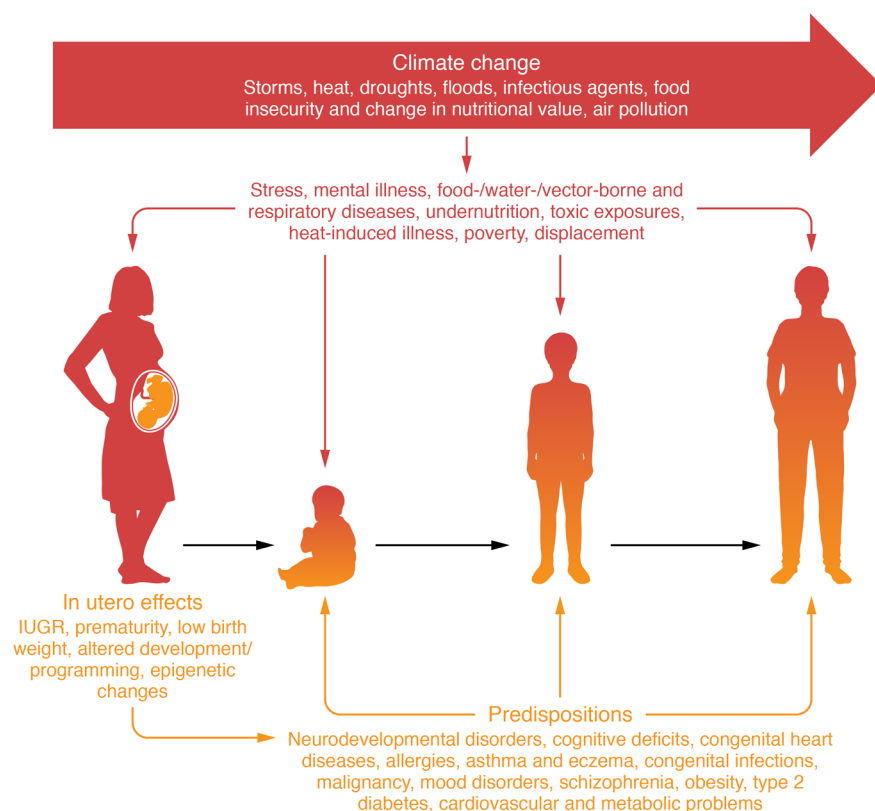 Climate change
Storms, heat, droughts, floods, infectious agents, food
insecurity and change in nutritional value, air pollution
Stress, mental illness, food-/water-/vector-borne and
respiratory diseases, undernutrition, toxic exposures,
heat-induced illness, poverty, displacement
In utero effects
IUGR, prematurity, low birth
weight, altered development/
programming, epigenetic
changes
Predispositions
Neurodevelopmental disorders, cognitive deficits, congenital heart
diseases, allergies, asthma and eczema, congenital infections,
malignancy, mood disorders, schizophrenia, obesity, type 2
diabetes, cardiovascular and metabolic problems